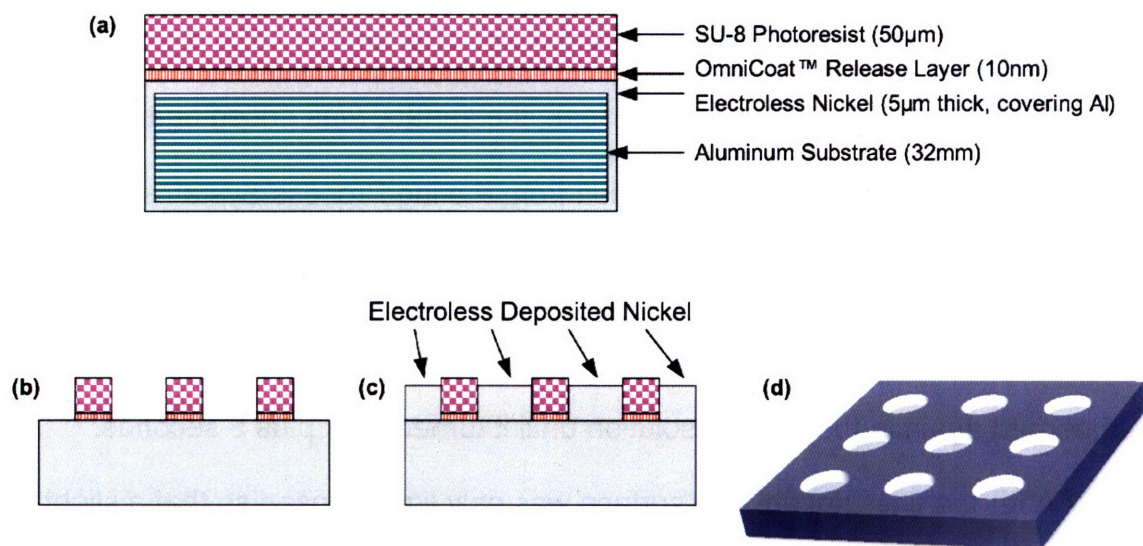 (a)
SU-8 Photoresist (50µm)
OmniCoat™ Release Layer (10nm)
Electroless Nickel (5µm thick, covering Al)
Aluminum Substrate (32mm)
Electroless Deposited Nickel
(b)
(c)
(d)